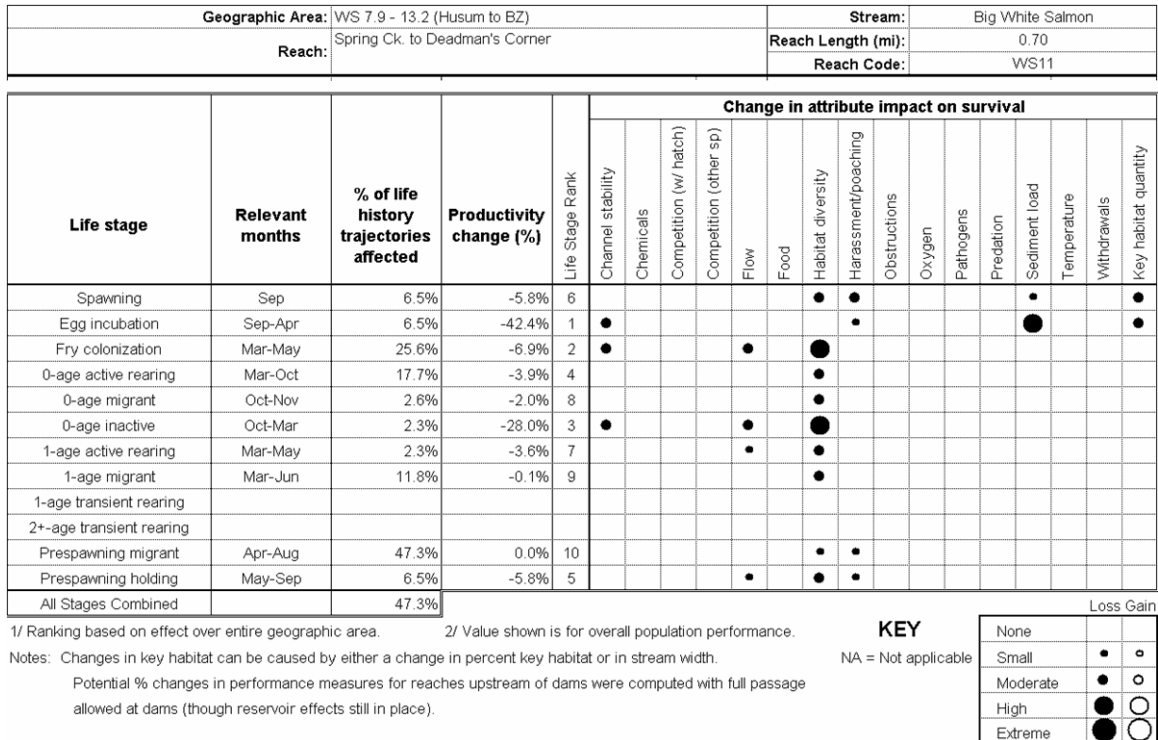 Geographic Area: WS 7.9 - 13.2 (Husum to BZ) Stream: Big White Salmon
Reach: Spring Ck. to Deadman's Corner Reach Length (mi): 0.70
Reach Code: WS11
Change in attribute impact on survival
Life stage Relevant months % of life history trajectories affected Productivity change (%) Life Stage Rank Channel stability Chemicals Competition (w/ hatch) Competition (other sp) Flow Food Habitat diversity Harassment/poaching Obstructions Oxygen Pathogens Predation Sediment load Temperature Withdrawals Key habitat quantity
Spawning Sep 6.5% -5.8% 6
Egg incubation Sep-Apr 6.5% -42.4% 1
Fry colonization Mar-May 25.6% -6.9% 2
0-age active rearing Mar-Oct 17.7% -3.9% 4
0-age migrant Oct-Nov 2.6% -2.0% 8
0-age inactive Oct-Mar 2.3% -28.0% 3
1-age active rearing Mar-May 2.3% -3.6% 7
1-age migrant Mar-Jun 11.8% -0.1% 9
1-age transient rearing
2+-age transient rearing
Prespawning migrant Apr-Aug 47.3% 0.0% 10
Prespawning holding May-Sep 6.5% -5.8% 5
All Stages Combined 47.3%
Loss Gain
1/ Ranking based on effect over entire geographic area. 2/ Value shown is for overall population performance. KEY None
Notes: Changes in key habitat can be caused by either a change in percent key habitat or in stream width. NA = Not applicable Small
Potential % changes in performance measures for reaches upstream of dams were computed with full passage Moderate
allowed at dams (though reservoir effects still in place). High
Extreme